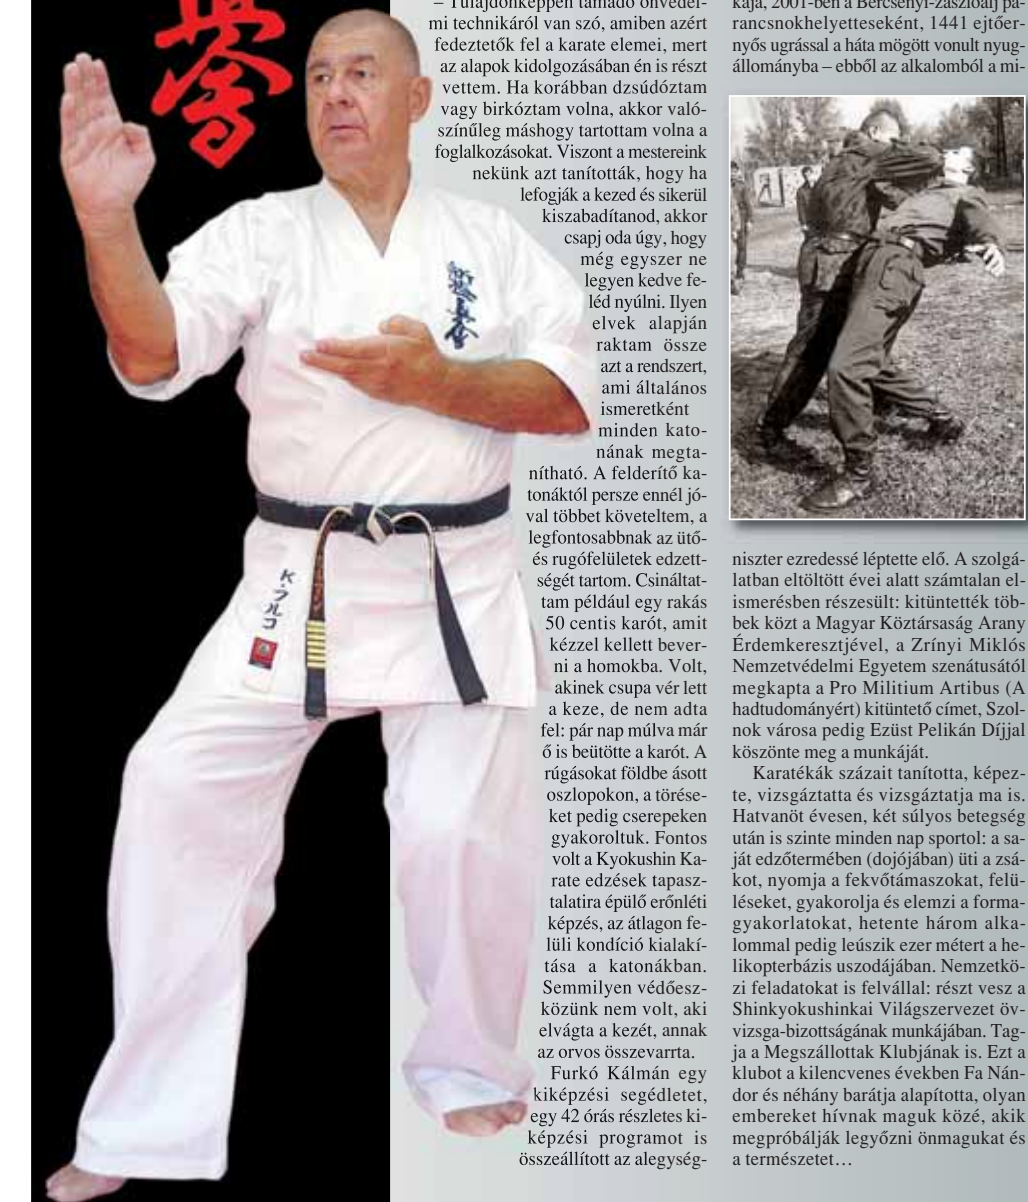 – Tulajdonképpen támadó önvédel-
mi technikáról van szó, amiben azért
fedeztetők fel a karate elemei, mert
az alapok kidolgozásában én is részt
vettem. Ha korábban dzsúdóztam
vagy birkóztam volna, akkor való-
színűleg máshogy tartottam volna a
foglalkozásokat. Viszont a mestereink
nekünk azt tanították, hogy ha
lefogják a kezed és sikerül
kiszabadítanod, akkor
csapj oda úgy, hogy
még egyszer ne
legyen kedve fe-
léd nyúlni. Ilyen
elvek alapján
raktam össze
azt a rendszert,
ami általános
ismeretként
minden kato-
nának megta-
nítható. A felderítő ka-
tonáktól persze ennél jó-
val többet követeltem, a
legfontosabbnak az ütő-
és rugófelületek edzett-
ségét tartom. Csináltat-
tam például egy rakás
50 centis karót, amit
kézzel kellett bever-
ni a homokba. Volt,
akinek csupa vér lett
a keze, de nem adta
fel: pár nap múlva már
ő is beütötte a karót. A
rúgásokat földbe ásott
oszlopokon, a törése-
ket pedig cserepeken
gyakoroltuk. Fontos
volt a Kyokushin Ka-
rate edzések tapasz-
talatira épülő erőnléti
képzés, az átlagon fe-
lüli kondíció kialakí-
tása a katonákban.
Semmilyen védőesz-
közünk nem volt, aki
elvágta a kezét, annak
az orvos összevarrta.
Furkó Kálmán egy
kiképzési segédletet,
egy 42 órás részletes ki-
képzési programot is
összeállított az alegység-
kája, 2001-ben a Bercsényi-zászlóalj pa-
rancsnokhelyetteseként, 1441 ejtőer-
nyős ugrással a háta mögött vonult nyug-
állományba – ebből az alkalomból a mi-
niszter ezredessé léptette elő. A szolgá-
latban eltöltött évei alatt számtalan el-
ismerésben részesült: kitüntették töb-
bek közt a Magyar Köztársaság Arany
Érdemkeresztjével, a Zrínyi Miklós
Nemzetvédelmi Egyetem szenátusától
megkapta a Pro Militium Artibus (A
hadtudományért) kitüntető címet, Szol-
nok városa pedig Ezüst Pelikán Díjjal
köszönte meg a munkáját.
Karatékák százait tanította, képez-
te, vizsgáztatta és vizsgáztatja ma is.
Hatvanöt évesen, két súlyos betegség
után is szinte minden nap sportol: a sa-
ját edzőtermében (dojójában) üti a zsá-
kot, nyomja a fekvőtámaszokat, felü-
léseket, gyakorolja és elemzi a forma-
gyakorlatokat, hetente három alka-
lommal pedig leúszik ezer métert a he-
likopterbázis uszodájában. Nemzetkö-
zi feladatokat is felvállal: részt vesz a
Shinkyokushinkai Világszervezet öv-
vizsga-bizottságának munkájában. Tag-
ja a Megszállottak Klubjának is. Ezt a
klubot a kilencvenes években Fa Nán-
dor és néhány barátja alapította, olyan
embereket hívnak maguk közé, akik
megpróbálják legyőzni önmagukat és
a természetet…
K・フルコ